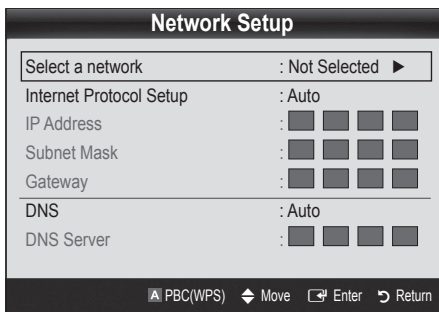 Network Setup
Select a network : Not Selected ▶
Internet Protocol Setup : Auto
IP Address :
Subnet Mask :
Gateway :
DNS : Auto
DNS Server :
A PBC(WPS) Move Enter Return